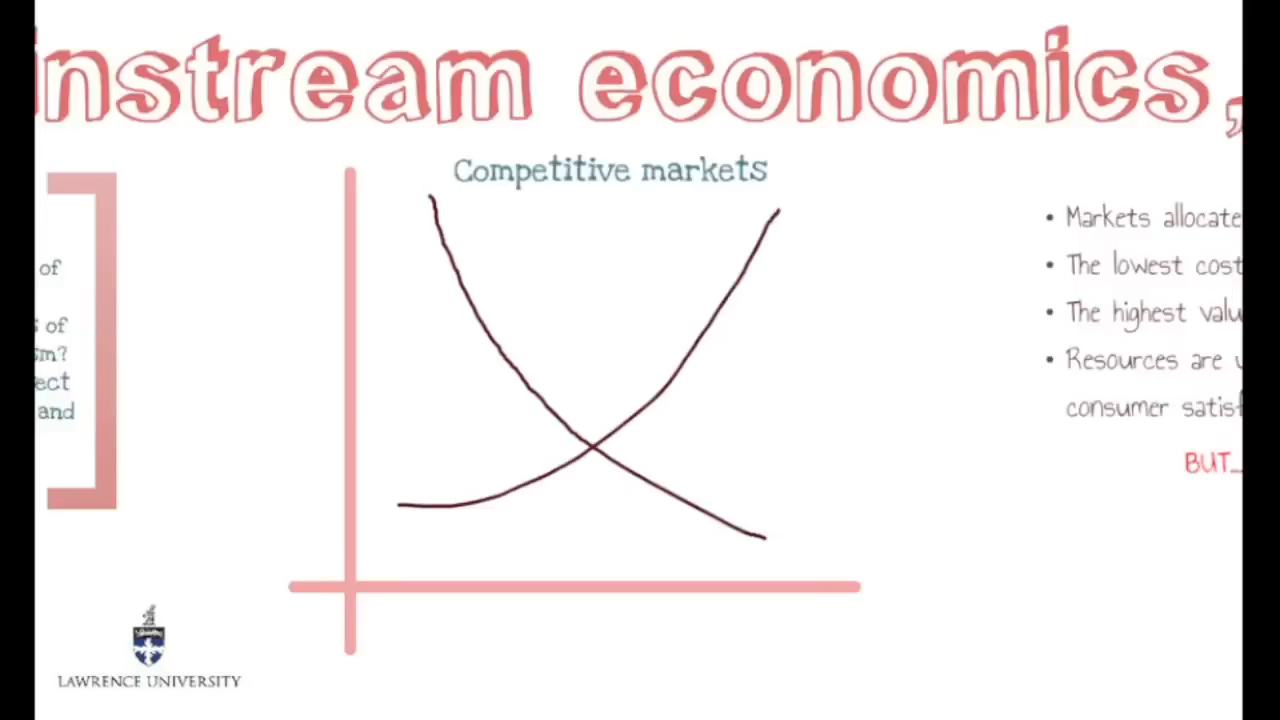 instream economics,
of
s of
sm?
ect
and
Competitive markets
• Markets allocate
• The lowest cost
• The highest valu
• Resources are u
consumer satisf
BUT...
LAWRENCE UNIVERSITY